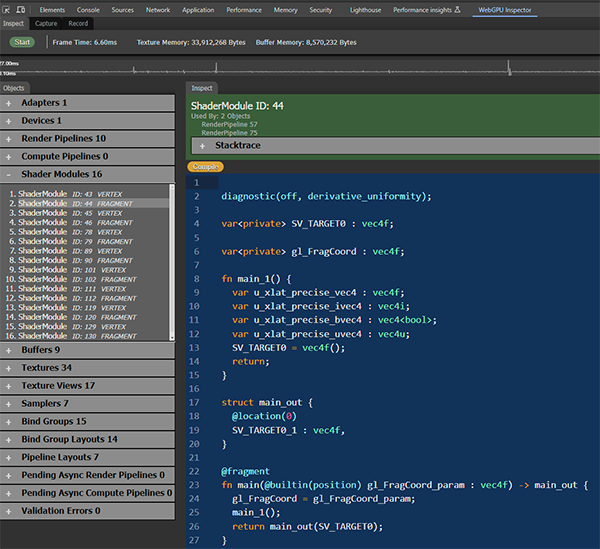 Elements Console Sources Network Application Performance Memory Security Lighthouse Performance insights WebGPU Inspector
Inspect Capture Record
Start Frame Time: 6.60ms Texture Memory: 33,912,268 Bytes Buffer Memory: 8,570,232 Bytes
27.00ms
3.10ms
Objects
+ Adapters 1
+ Devices 1
+ Render Pipelines 10
+ Compute Pipelines 0
- Shader Modules 16
1. ShaderModule ID: 43 VERTEX
2. ShaderModule ID: 44 FRAGMENT
3. ShaderModule ID: 45 VERTEX
4. ShaderModule ID: 46 FRAGMENT
5. ShaderModule ID: 78 VERTEX
6. ShaderModule ID: 79 FRAGMENT
7. ShaderModule ID: 89 VERTEX
8. ShaderModule ID: 90 FRAGMENT
9. ShaderModule ID: 101 VERTEX
10. ShaderModule ID: 102 FRAGMENT
11. ShaderModule ID: 111 VERTEX
12. ShaderModule ID: 112 FRAGMENT
13. ShaderModule ID: 119 VERTEX
14. ShaderModule ID: 120 FRAGMENT
15. ShaderModule ID: 129 VERTEX
16. ShaderModule ID: 130 FRAGMENT
+ Buffers 9
+ Textures 34
+ Texture Views 17
+ Samplers 7
+ Bind Groups 15
+ Bind Group Layouts 14
+ Pipeline Layouts 7
+ Pending Async Render Pipelines 0
+ Pending Async Compute Pipelines 0
+ Validation Errors 0
Inspect
ShaderModule ID: 44
Used By: 2 Objects
RenderPipeline 57
RenderPipeline 75
+ Stacktrace
Compile
1
2 diagnostic(off, derivative_uniformity);
3
4 var<private> SV_TARGET0 : vec4f;
5
6 var<private> gl_FragCoord : vec4f;
7
8 fn main_1() {
9 var u_xlat_precise_vec4 : vec4f;
10 var u_xlat_precise_ivec4 : vec4i;
11 var u_xlat_precise_bvec4 : vec4<bool>;
12 var u_xlat_precise_uvec4 : vec4u;
13 SV_TARGET0 = vec4f();
14 return;
15 }
16
17 struct main_out {
18 @location(0)
19 SV_TARGET0_1 : vec4f,
20 }
21
22 @fragment
23 fn main(@builtin(position) gl_FragCoord_param : vec4f) -> main_out {
24 gl_FragCoord = gl_FragCoord_param;
25 main_1();
26 return main_out(SV_TARGET0);
27 }